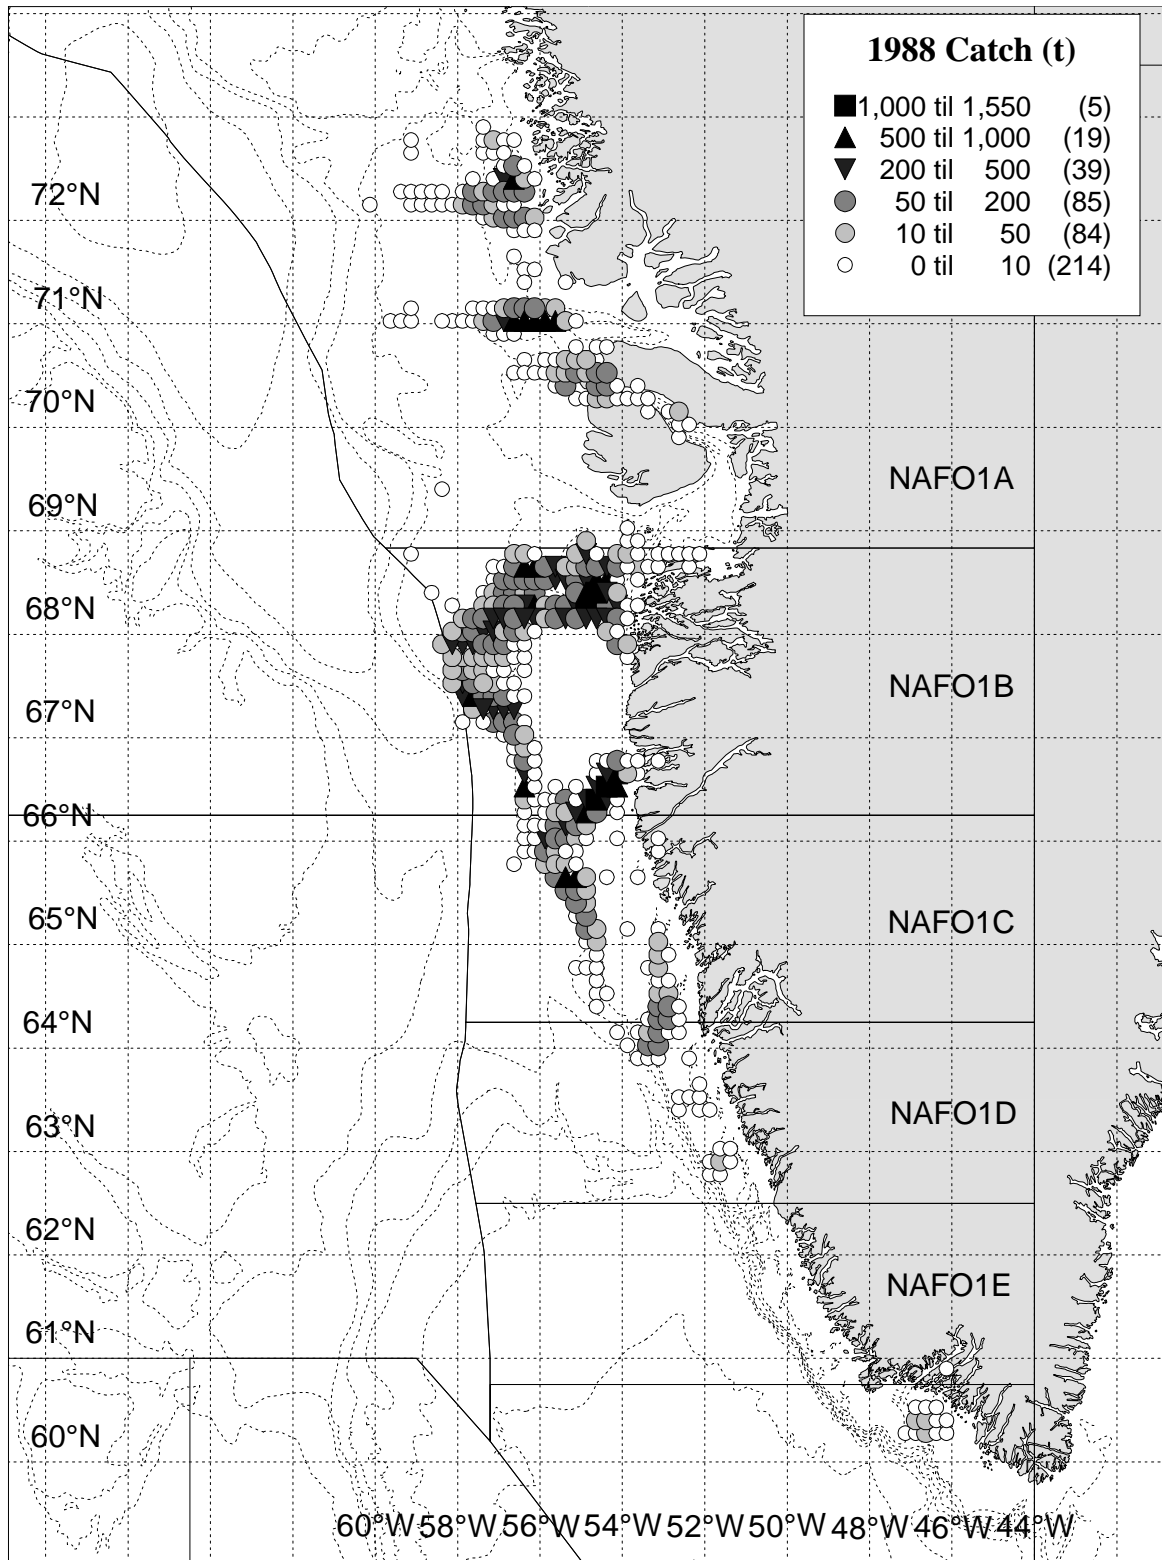 1988 Catch (t)
1,000 til 1,550 (5)
500 til 1,000 (19)
200 til 500 (39)
50 til 200 (85)
10 til 50 (84)
0 til 10 (214)
72°N
71°N
70°N
69°N
NAFO1A
68°N
67°N
NAFO1B
66°N
65°N
NAFO1C
64°N
63°N
NAFO1D
62°N
NAFO1E
61°N
60°N
60°W 58°W 56°W 54°W 52°W 50°W 48°W 46°W 44°W